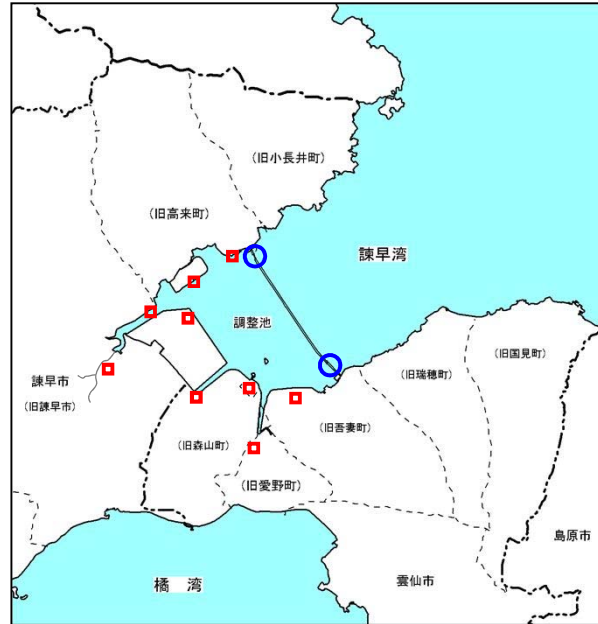 (旧小長井町)
(旧高来町)
諫早湾
調整池
諫早市
(旧諫早市)
(旧国見町)
(旧瑞穂町)
(旧吾妻町)
(旧森山町)
(旧愛野町)
島原市
橘 湾
雲仙市